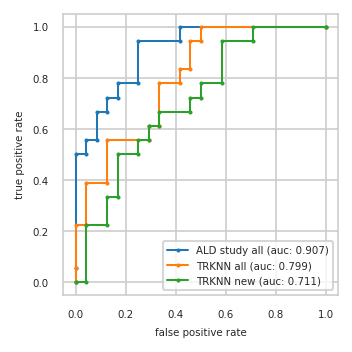 true positive rate
1.0
0.8
0.6
0.4
0.2
0.0
ALD study all (auc: 0.907)
TRKNN all (auc: 0.799)
TRKNN new (auc: 0.711)
0.0 0.2 0.4 0.6 0.8 1.0
false positive rate